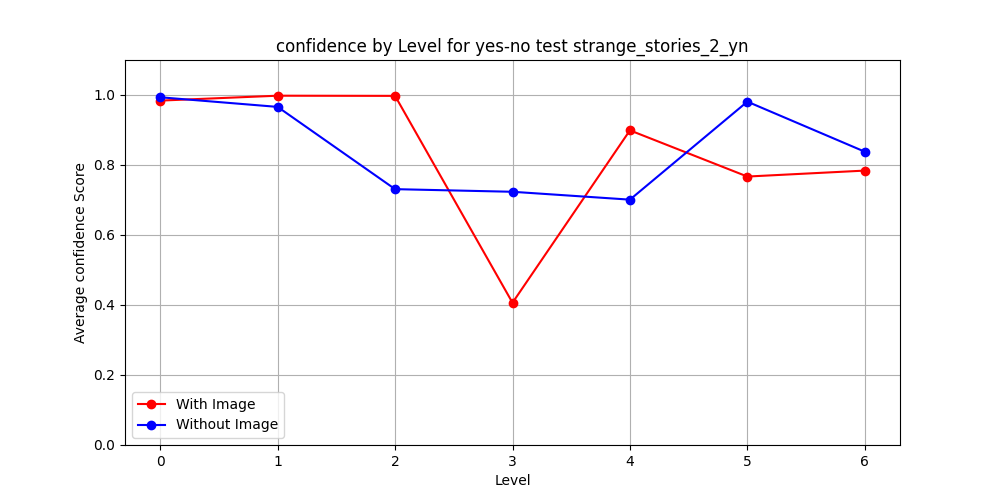 confidence by Level for yes-no test strange_stories_2_yn
Average confidence Score
1.0
0.8
0.6
0.4
0.2
0.0
With Image
Without Image
0 1 2 3 4 5 6
Level